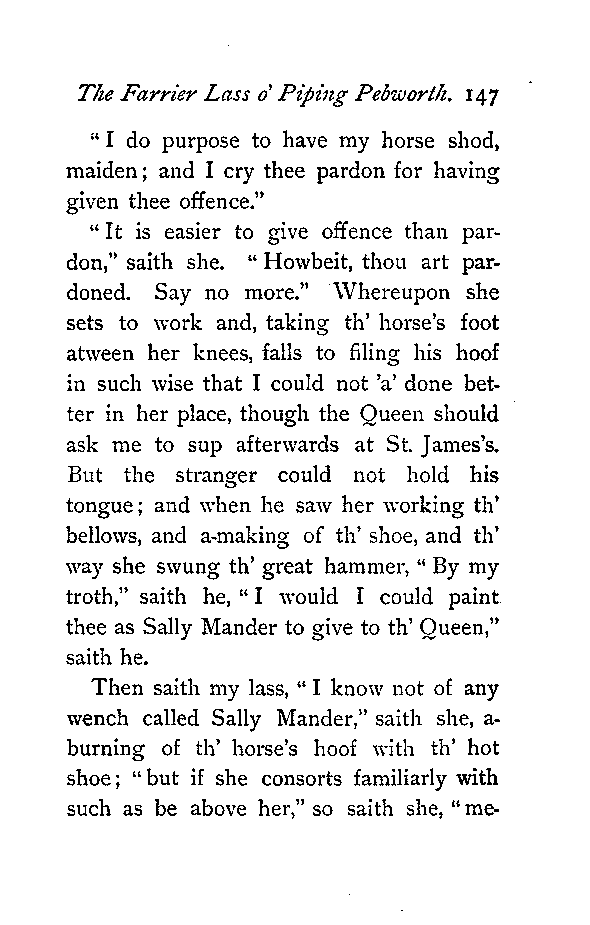 The Farrier Lass o' Piping Pebworth. 147
“I do purpose to have my horse shod,
maiden; and I cry thee pardon for having
given thee offence.”
“It is easier to give offence than par-
don,” saith she. “Howbeit, thou art par-
doned. Say no more.” Whereupon she
sets to work and, taking th' horse's foot
atween her knees, falls to filing his hoof
in such wise that I could not 'a' done bet-
ter in her place, though the Queen should
ask me to sup afterwards at St. James's.
But the stranger could not hold his
tongue; and when he saw her working th'
bellows, and a-making of th' shoe, and th'
way she swung th' great hammer, “By my
troth,” saith he, “I would I could paint
thee as Sally Mander to give to th' Queen,”
saith he.
Then saith my lass, “I know not of any
wench called Sally Mander,” saith she, a-
burning of th' horse's hoof with th' hot
shoe; “but if she consorts familiarly with
such as be above her,” so saith she, “me-